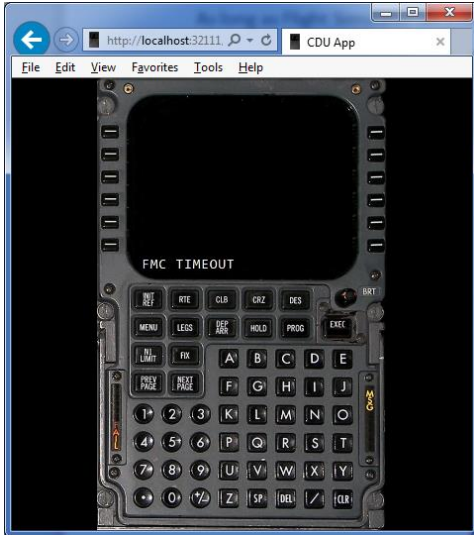 http://localhost:32111,
CDU App
File Edit View Favorites Tools Help
FMC TIMEOUT
BRT
INIT REF RTE CLB CRZ DES
MENU LEGS DEP ARR HOLD PROG EXEC
N1 LIMIT FIX
PREV PAGE NEXT PAGE
A B C D E
F G H I J
1 2 3 K L M N O
4 5 6 P Q R S T
7 8 9 U V W X Y
. 0 +/- Z SP DEL / CLR
MSG